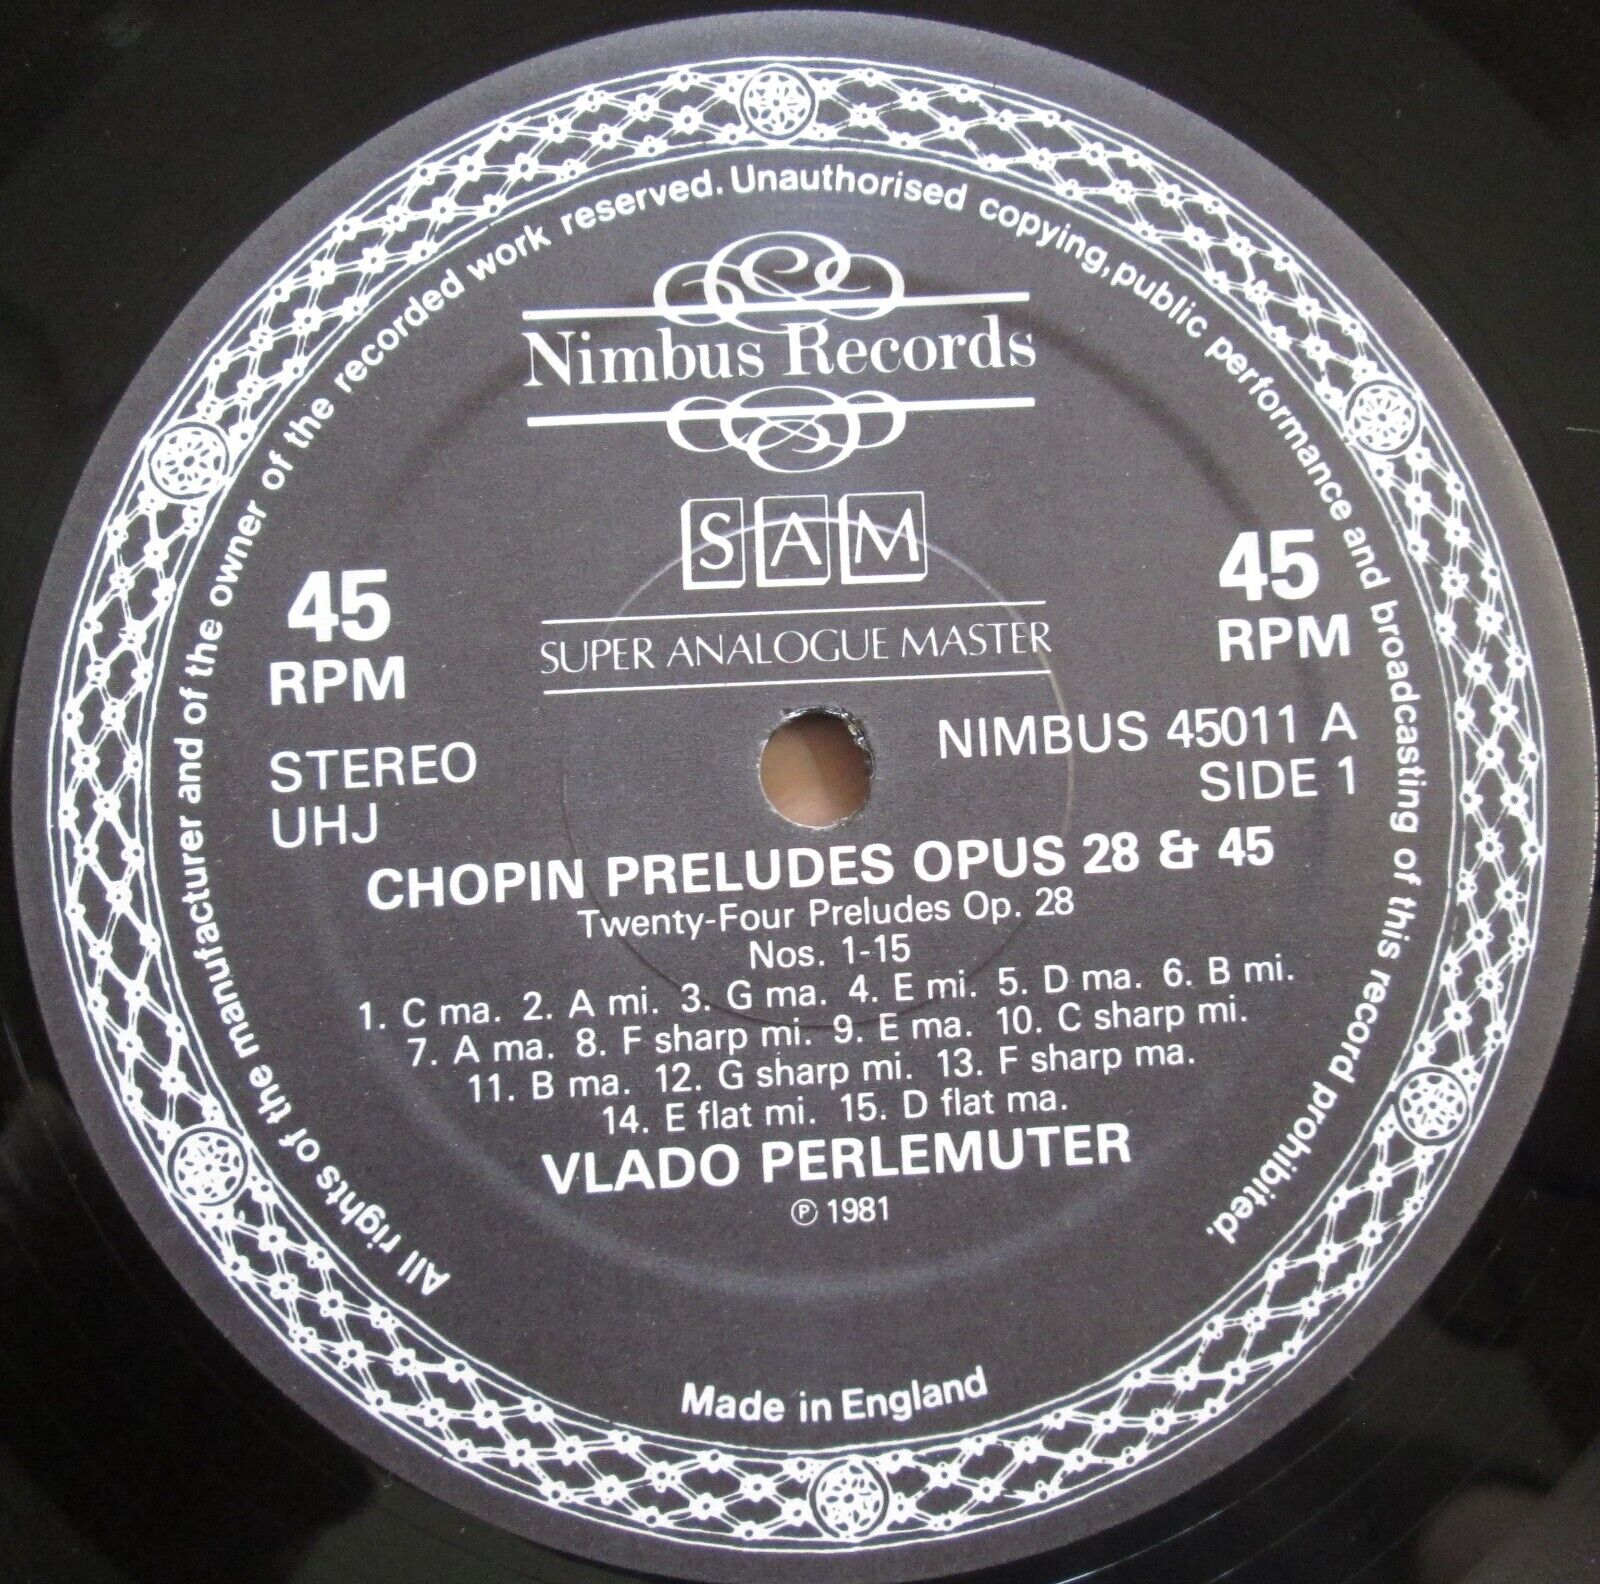 All rights of the manufacturer and of the owner of the recorded work reserved. Unauthorised copying, public performance and broadcasting of this record prohibited.
Nimbus Records
SAM
SUPER ANALOGUE MASTER
45
RPM
45
RPM
STEREO
UHJ
NIMBUS 45011 A
SIDE 1
CHOPIN PRELUDES OPUS 28 & 45
Twenty-Four Preludes Op. 28
Nos. 1-15
1. C ma. 2. A mi. 3. G ma. 4. E mi. 5. D ma. 6. B mi.
7. A ma. 8. F sharp mi. 9. E ma. 10. C sharp mi.
11. B ma. 12. G sharp mi. 13. F sharp ma.
14. E flat mi. 15. D flat ma.
VLADO PERLEMUTER
℗ 1981
Made in England